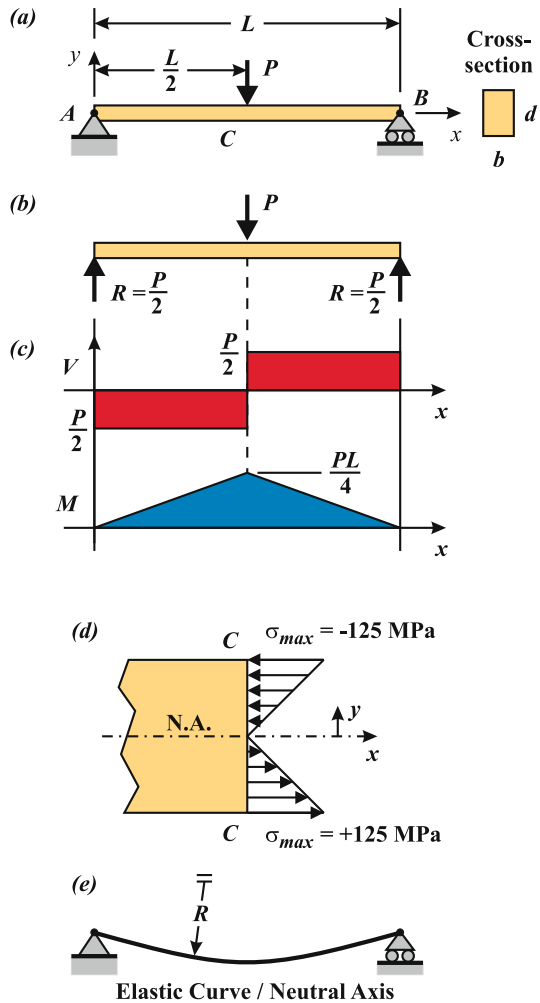 (a)
L
y
L/2
P
Cross-
section
A
B
x
C
d
b
(b)
P
R = P/2
R = P/2
(c)
P/2
V
x
P/2
PL/4
M
x
(d)
C
σmax = -125 MPa
N.A.
y
x
C
σmax = +125 MPa
(e)
R
Elastic Curve / Neutral Axis